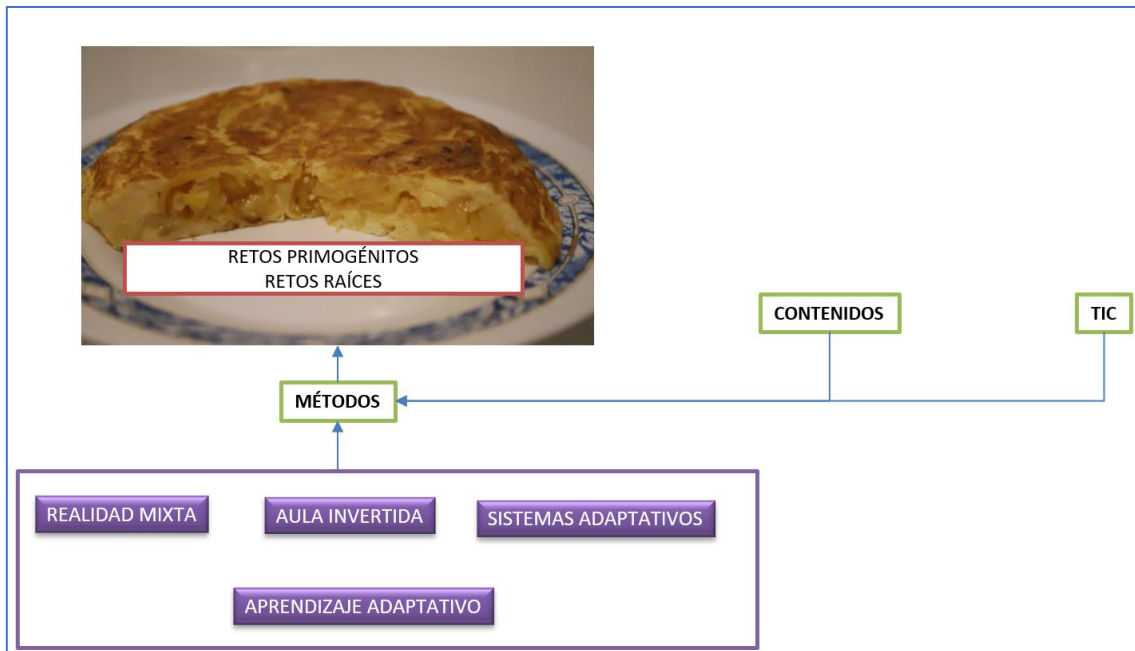 RETOS PRIMOGÉNITOS
RETOS RAÍCES
CONTENIDOS
TIC
MÉTODOS
REALIDAD MIXTA
AULA INVERTIDA
SISTEMAS ADAPTATIVOS
APRENDIZAJE ADAPTATIVO